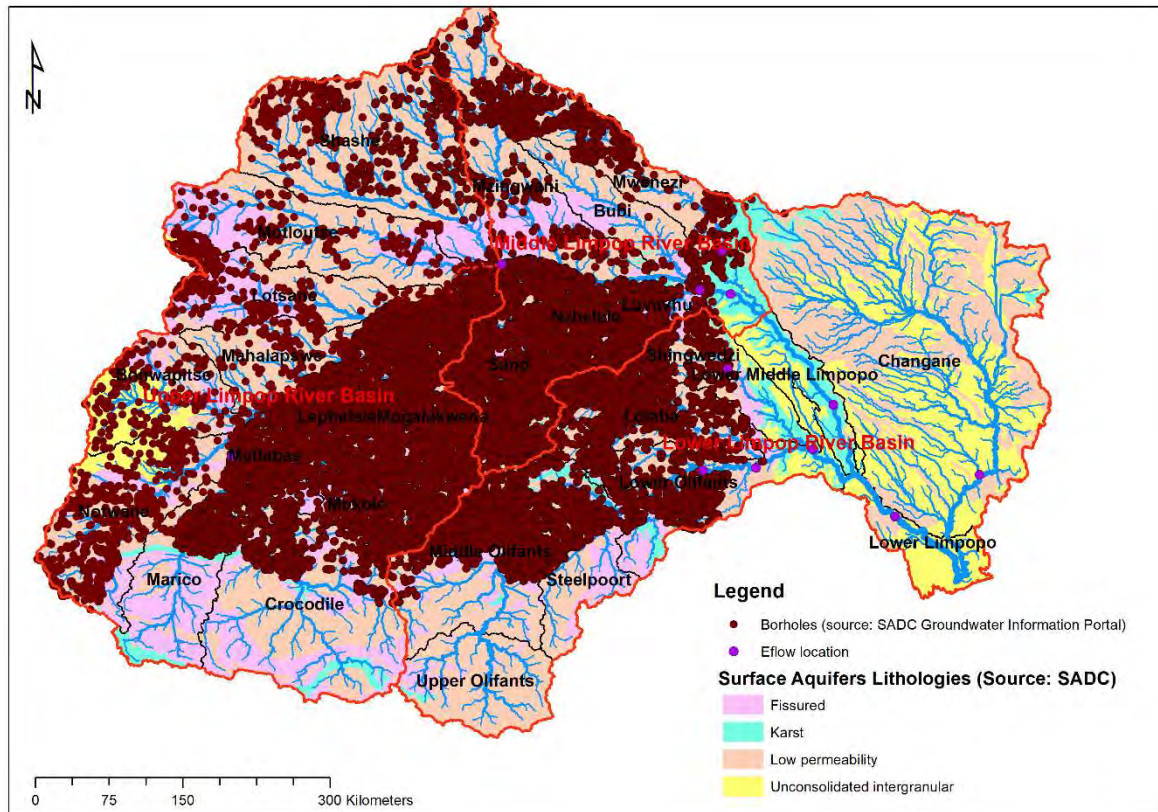 N
Shashe
Mzingwani
Mwenezi
Bubi
Motloutse
Middle Limpop River Basin
Lotsane
Luvuvhu
Nzhelele
Mahalapswe
Shingwedzi
Changane
Sand
Lower Middle Limpopo
Bonwapitse
Upper Limpop River Basin
Letaba
Lower Limpop River Basin
Matlabas
Lower Olifants
Mokolo
Notwane
Middle Olifants
Lower Limpopo
Marico
Steelpoort
Crocodile
Upper Olifants
Legend
Borholes (source: SADC Groundwater Information Portal)
Eflow location
Surface Aquifers Lithologies (Source: SADC)
Fissured
Karst
Low permeability
Unconsolidated intergranular
0 75 150 300 Kilometers